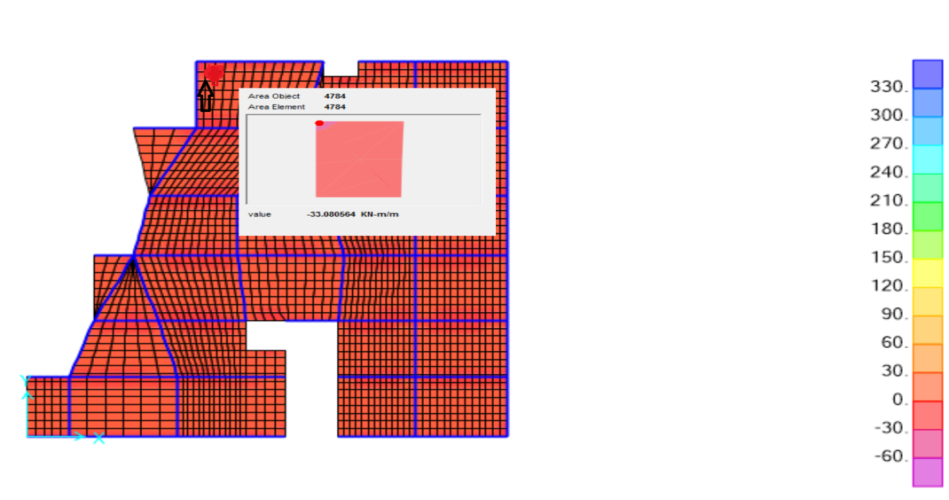 Area Object 4784
Area Element 4784
value -33.080564 KN-m/m
330.
300.
270.
240.
210.
180.
150.
120.
90.
60.
30.
0.
-30.
-60.
Y
X